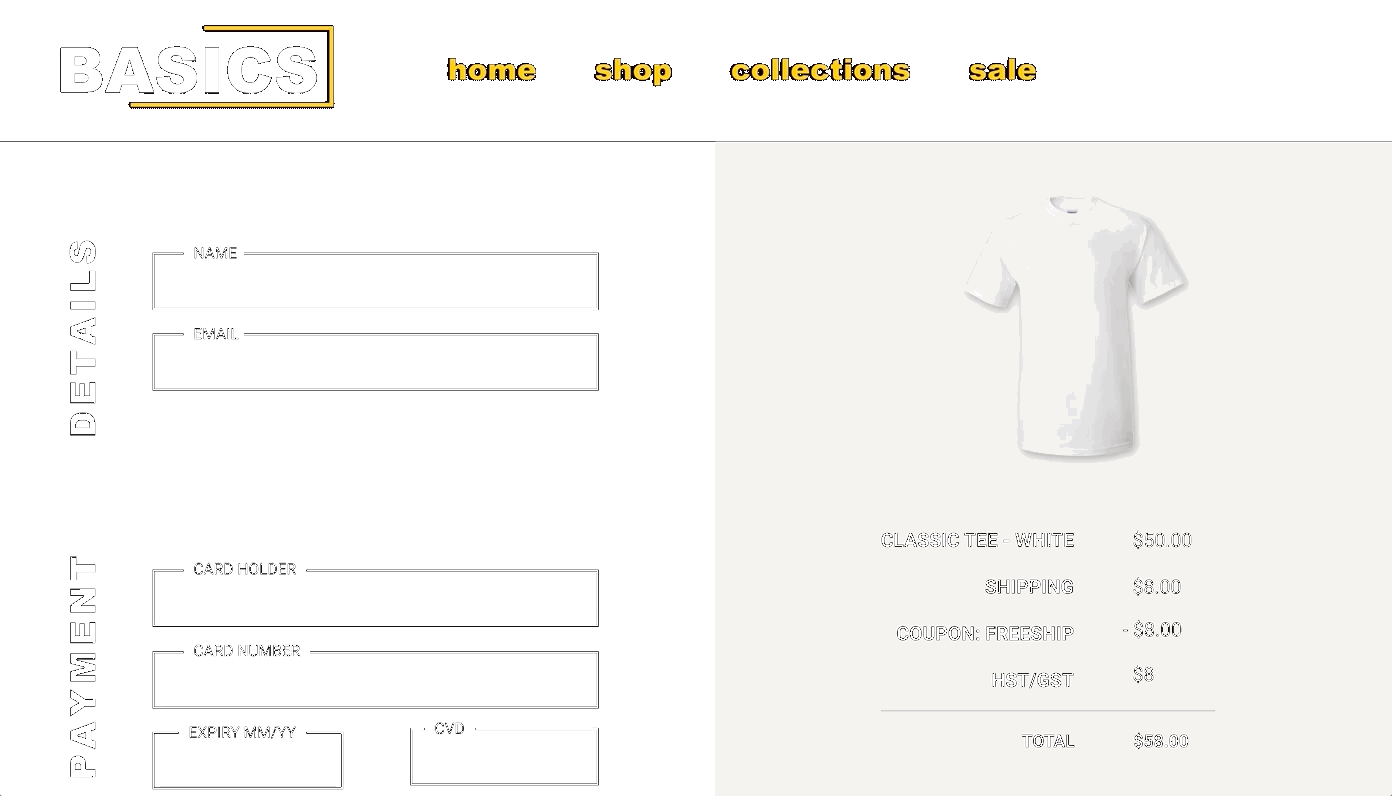 BASICS
home shop collections sale
DETAILS
NAME
EMAIL
PAYMENT
CARD HOLDER
CARD NUMBER
EXPIRY MM/YY
CVD
CLASSIC TEE - WHITE $50.00
SHIPPING $8.00
COUPON: FREESHIP - $8.00
HST/GST $8
TOTAL $58.00